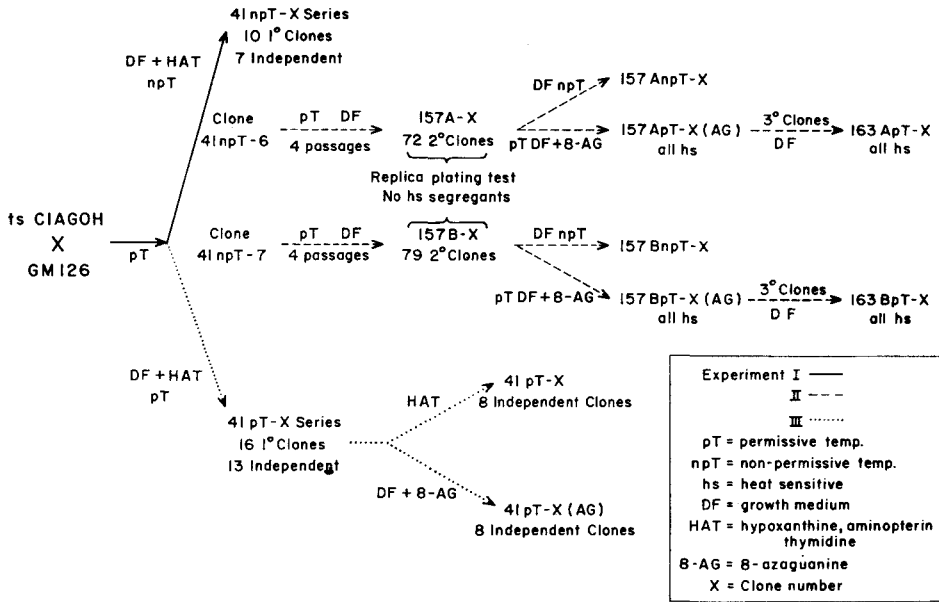 41 npT-X Series
10 1° Clones
7 Independent
DF + HAT
npT
Clone
41 npT-6
pT DF
4 passages
157A-X
72 2° Clones
DF npT
157 AnpT-X
pT DF+8-AG
157 ApT-X (AG)
all hs
3° Clones
DF
163 ApT-X
all hs
Replica plating test
No hs segregants
ts CIAGOH
X
GM 126
pT
Clone
41 npT-7
pT DF
4 passages
157B-X
79 2° Clones
DF npT
157 BnpT-X
pT DF+8-AG
157 BpT-X (AG)
all hs
3° Clones
DF
163 BpT-X
all hs
DF + HAT
pT
41 pT-X Series
16 1° Clones
13 Independent
HAT
41 pT-X
8 Independent Clones
DF + 8-AG
41 pT-X (AG)
8 Independent Clones
Experiment I
II
III
pT = permissive temp.
npT = non-permissive temp.
hs = heat sensitive
DF = growth medium
HAT = hypoxanthine, aminopterin
thymidine
8-AG = 8-azaguanine
X = Clone number